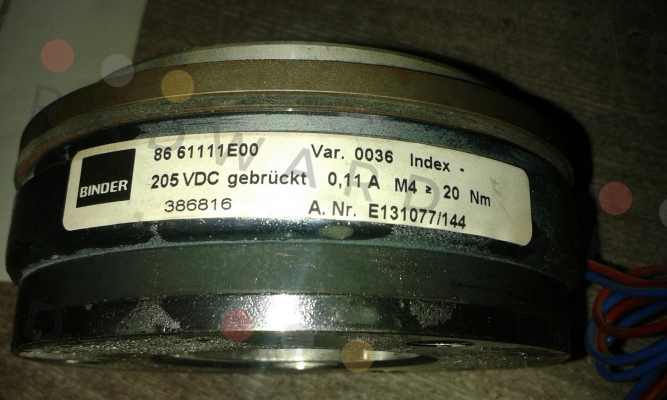 BINDER
86 61111E00 Var. 0036 Index -
205 VDC gebrückt 0,11 A M4 ≥ 20 Nm
386816 A. Nr. E131077/144